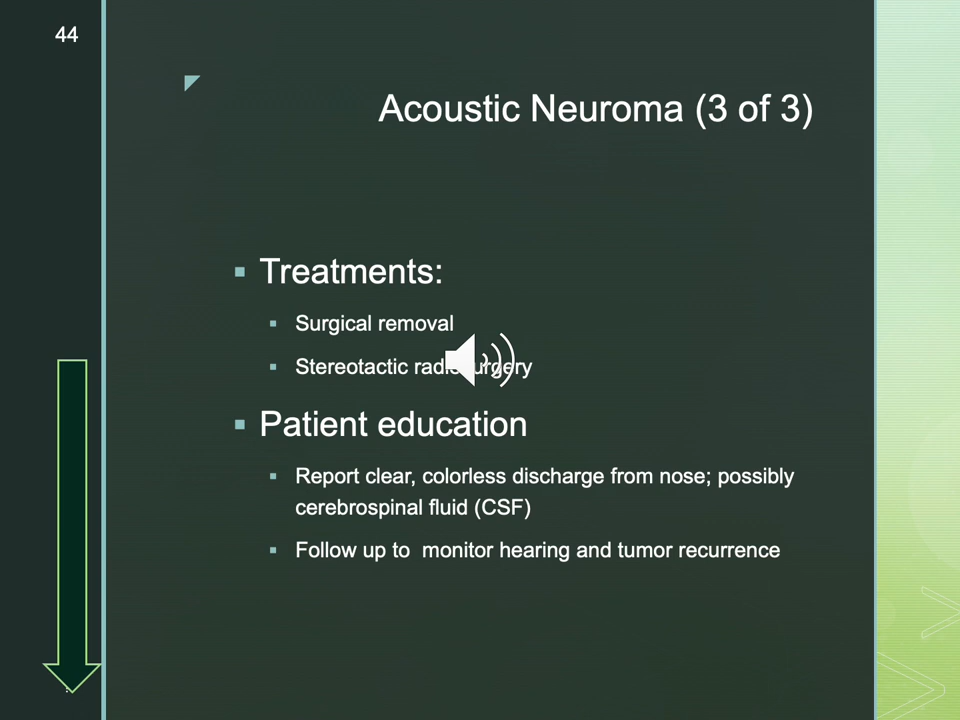 44
Acoustic Neuroma (3 of 3)
Treatments:
Surgical removal
Stereotactic radiosurgery
Patient education
Report clear, colorless discharge from nose; possibly
cerebrospinal fluid (CSF)
Follow up to  monitor hearing and tumor recurrence